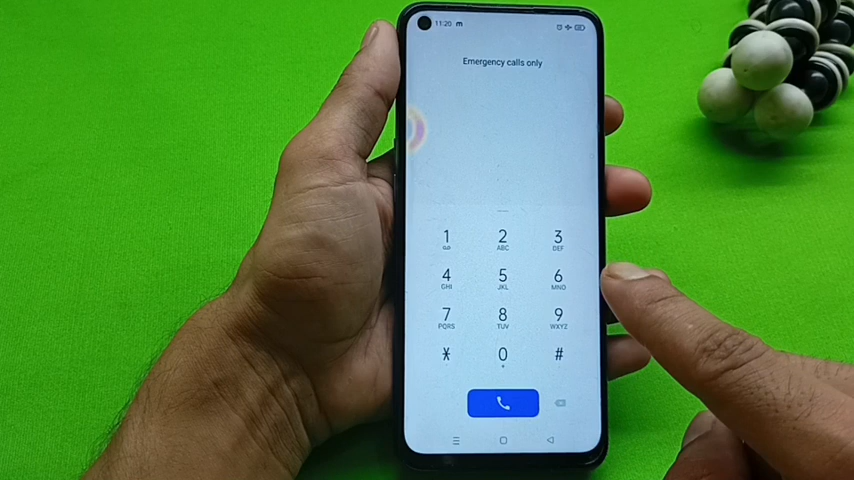 11:20 m
Emergency calls only
1 2 3
ABC DEF
4 5 6
GHI JKL MNO
7 8 9
PQRS TUV WXYZ
* 0 #
+